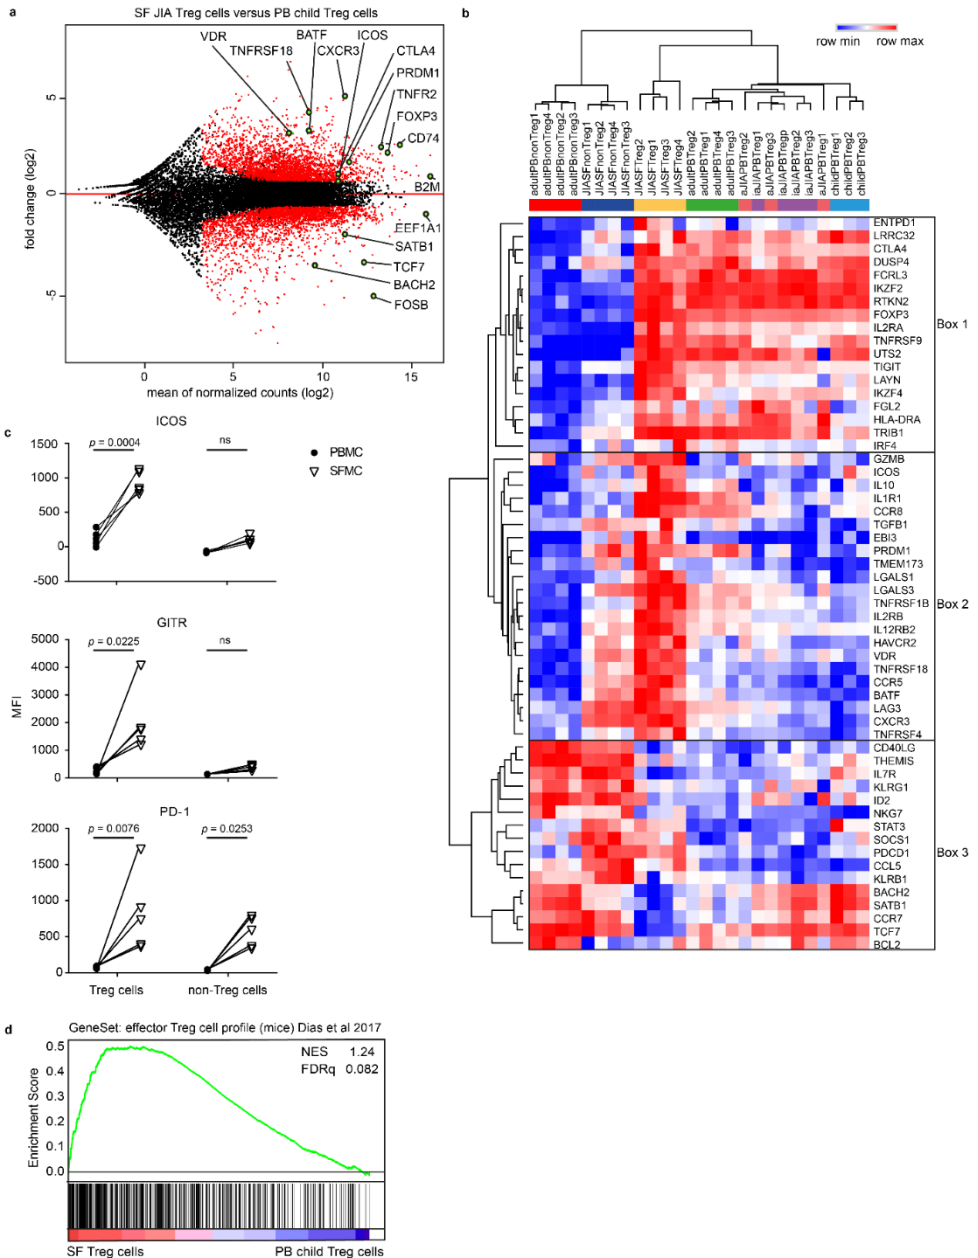 a
SF JIA Treg cells versus PB child Treg cells
VDR
BATF
ICOS
TNFRSF18
CXCR3
CTLA4
PRDM1
TNFR2
FOXP3
CD74
B2M
EEF1A1
SATB1
TCF7
BACH2
FOSB
fold change (log2)
5
0
-5
0
5
10
15
mean of normalized counts (log2)
b
row min
row max
adultPBnonTreg1
adultPBnonTreg4
adultPBnonTreg2
adultPBnonTreg3
JIASFnonTreg1
JIASFnonTreg2
JIASFnonTreg4
JIASFnonTreg3
JIASFTreg2
JIASFTreg1
JIASFTreg3
JIASFTreg4
adultPBTreg2
adultPBTreg1
adultPBTreg4
adultPBTreg3
aJIAPBTreg2
iaJIAPBTreg1
aJIAPBTreg3
iaJIAPBTregp
iaJIAPBTreg2
iaJIAPBTreg3
aJIAPBTreg1
childPBTreg1
childPBTreg2
childPBTreg3
ENTPD1
LRRC32
CTLA4
DUSP4
FCRL3
IKZF2
RTKN2
FOXP3
IL2RA
TNFRSF9
UTS2
TIGIT
LAYN
IKZF4
FGL2
HLA-DRA
TRIB1
IRF4
Box 1
GZMB
ICOS
IL10
IL1R1
CCR8
TGFB1
EBI3
PRDM1
TMEM173
LGALS1
LGALS3
TNFRSF1B
IL2RB
IL12RB2
HAVCR2
VDR
TNFRSF18
CCR5
BATF
LAG3
CXCR3
TNFRSF4
Box 2
CD40LG
THEMIS
IL7R
KLRG1
ID2
NKG7
STAT3
SOCS1
PDCD1
CCL5
KLRB1
BACH2
SATB1
CCR7
TCF7
BCL2
Box 3
c
ICOS
p = 0.0004
ns
PBMC
SFMC
1500
1000
500
0
-500
GITR
p = 0.0225
ns
5000
4000
3000
2000
1000
0
MFI
PD-1
p = 0.0076
p = 0.0253
2000
1500
1000
500
0
Treg cells
non-Treg cells
d
GeneSet: effector Treg cell profile (mice) Dias et al 2017
NES 1.24
FDRq 0.082
Enrichment Score
0.5
0.4
0.3
0.2
0.1
0.0
SF Treg cells
PB child Treg cells